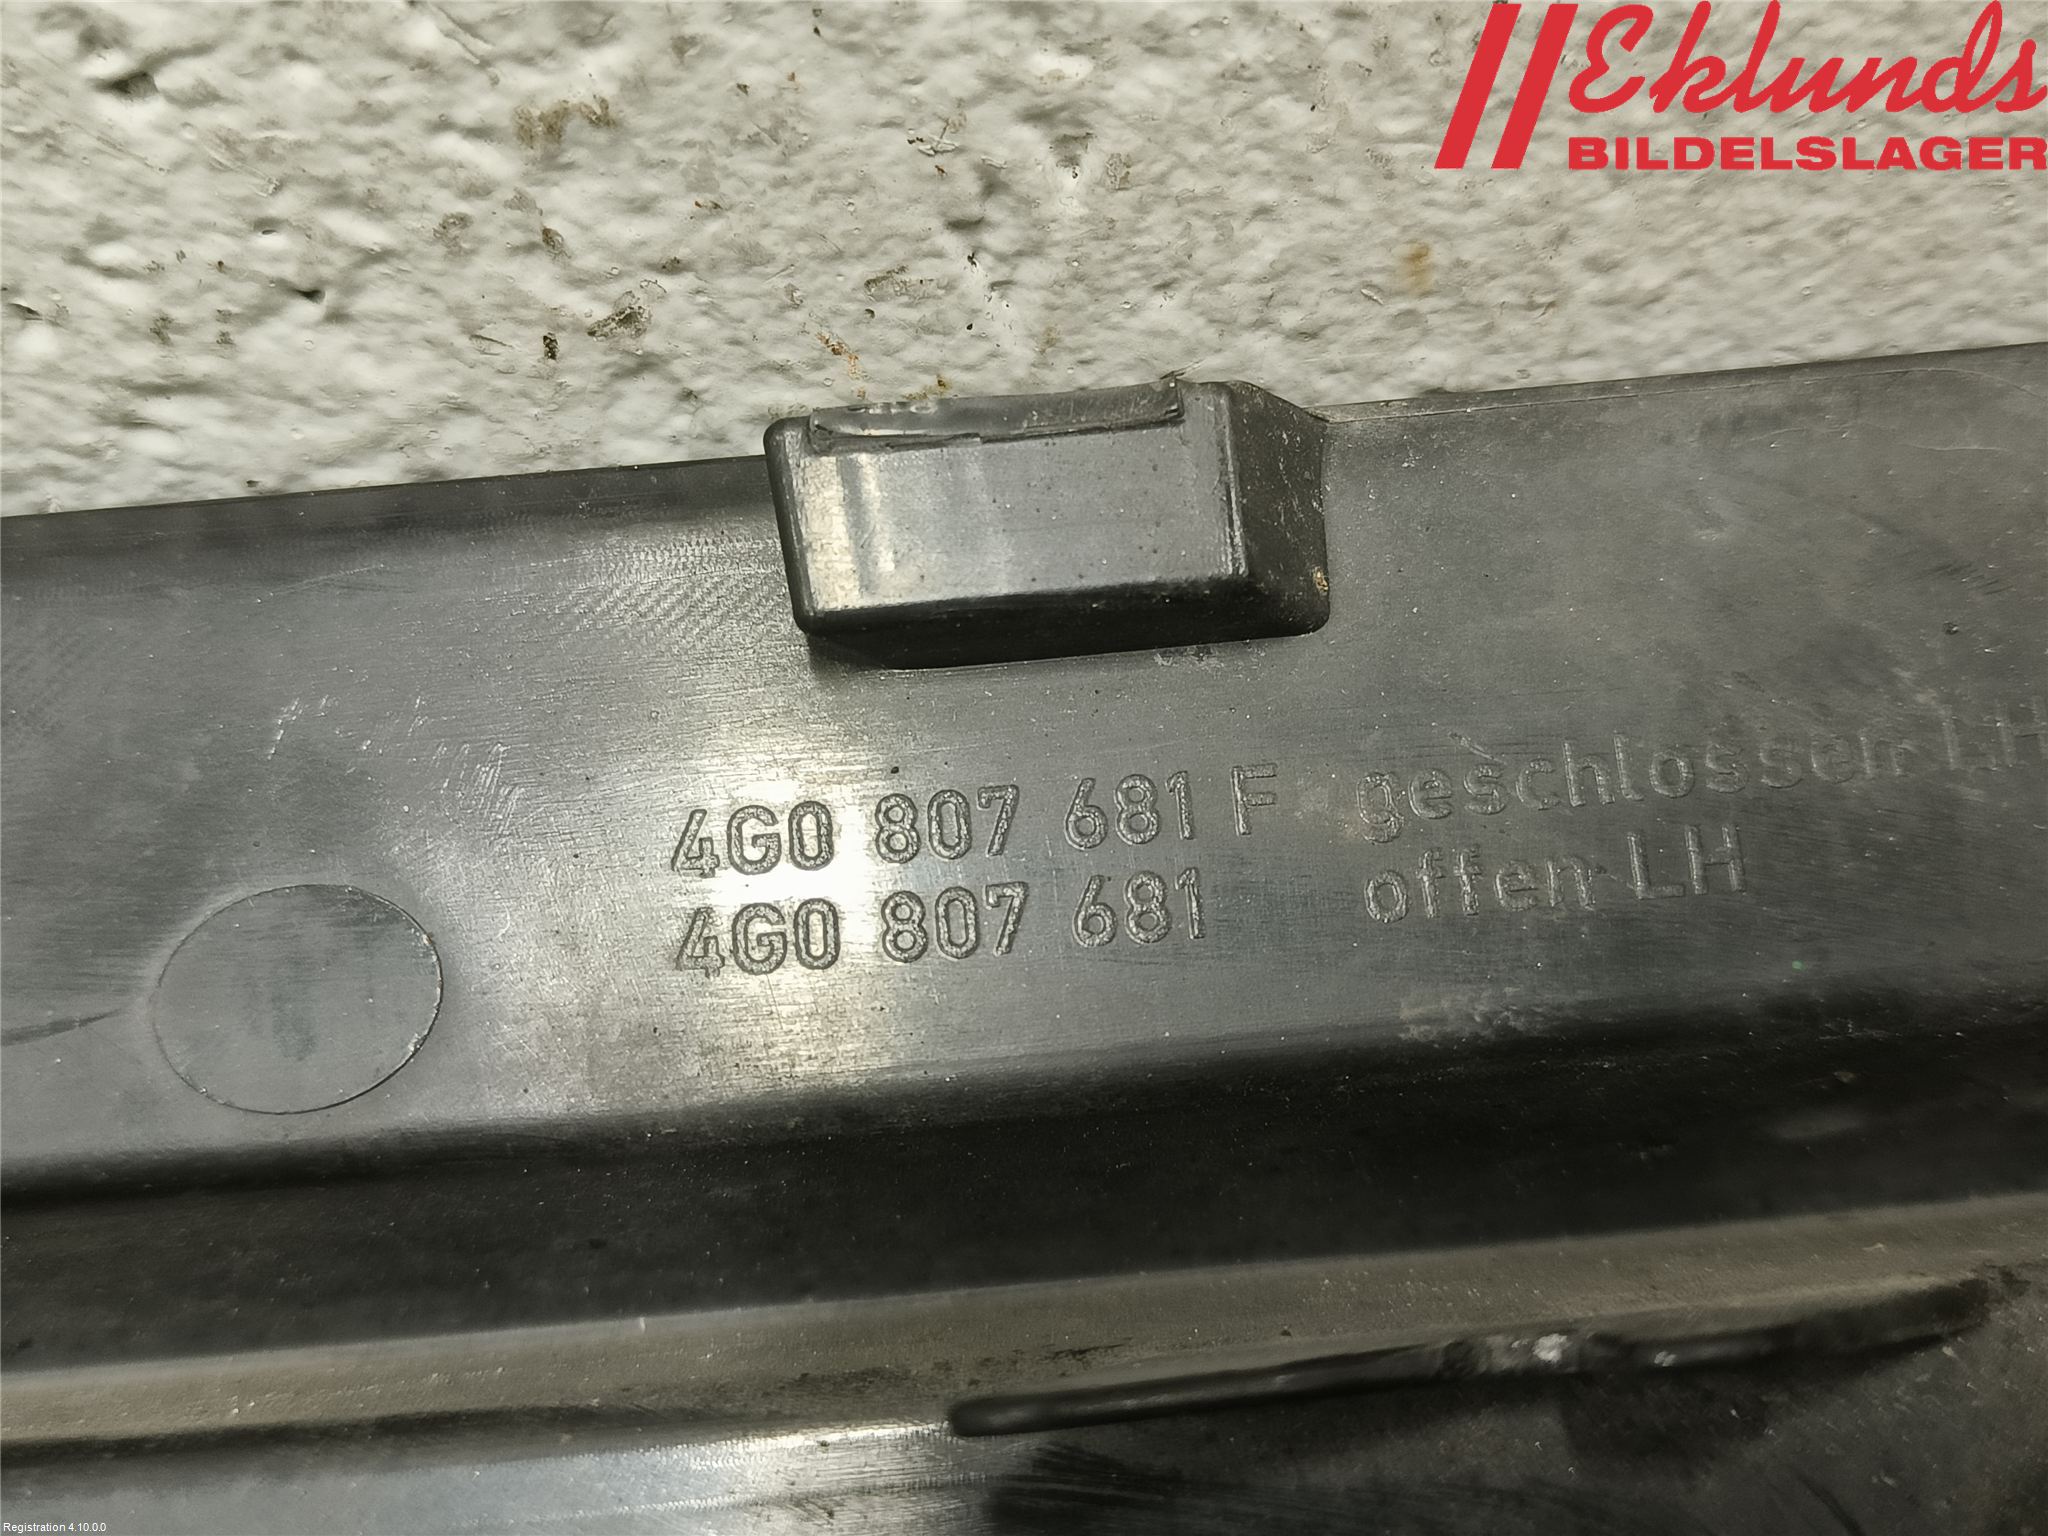 Eklunds
BILDELSLAGER
4G0 807 681 F geschlossen LH
4G0 807 681 offen LH
Registration 4.10.0.0